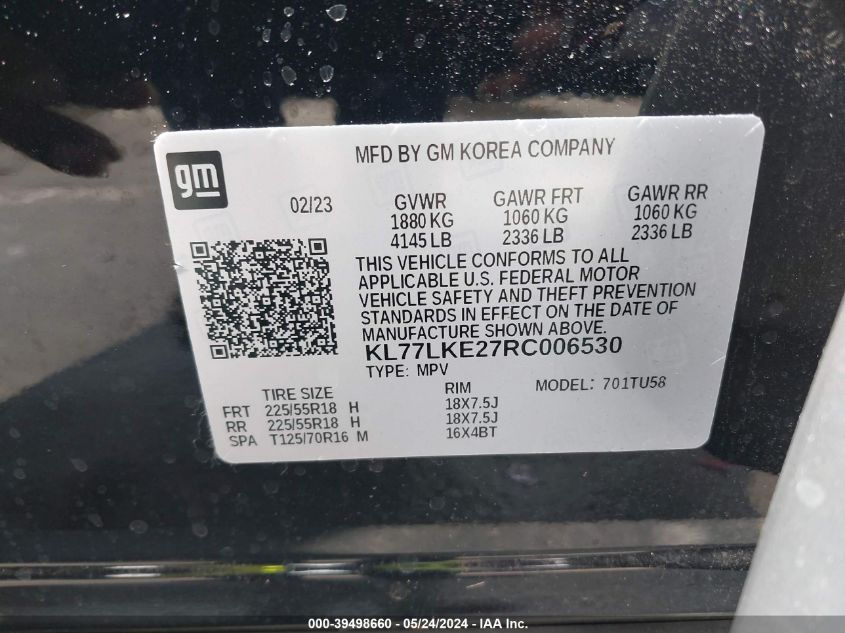 gm
MFD BY GM KOREA COMPANY
02/23
GVWR GAWR FRT GAWR RR
1880 KG 1060 KG 1060 KG
4145 LB 2336 LB 2336 LB
THIS VEHICLE CONFORMS TO ALL
APPLICABLE U.S. FEDERAL MOTOR
VEHICLE SAFETY AND THEFT PREVENTION
STANDARDS IN EFFECT ON THE DATE OF
MANUFACTURE SHOWN ABOVE.
KL77LKE27RC006530
TYPE: MPV MODEL: 701TU58
TIRE SIZE RIM
FRT 225/55R18 H 18X7.5J
RR 225/55R18 H 18X7.5J
SPA T125/70R16 M 16X4BT
000-39498660 - 05/24/2024 - IAA, Inc.